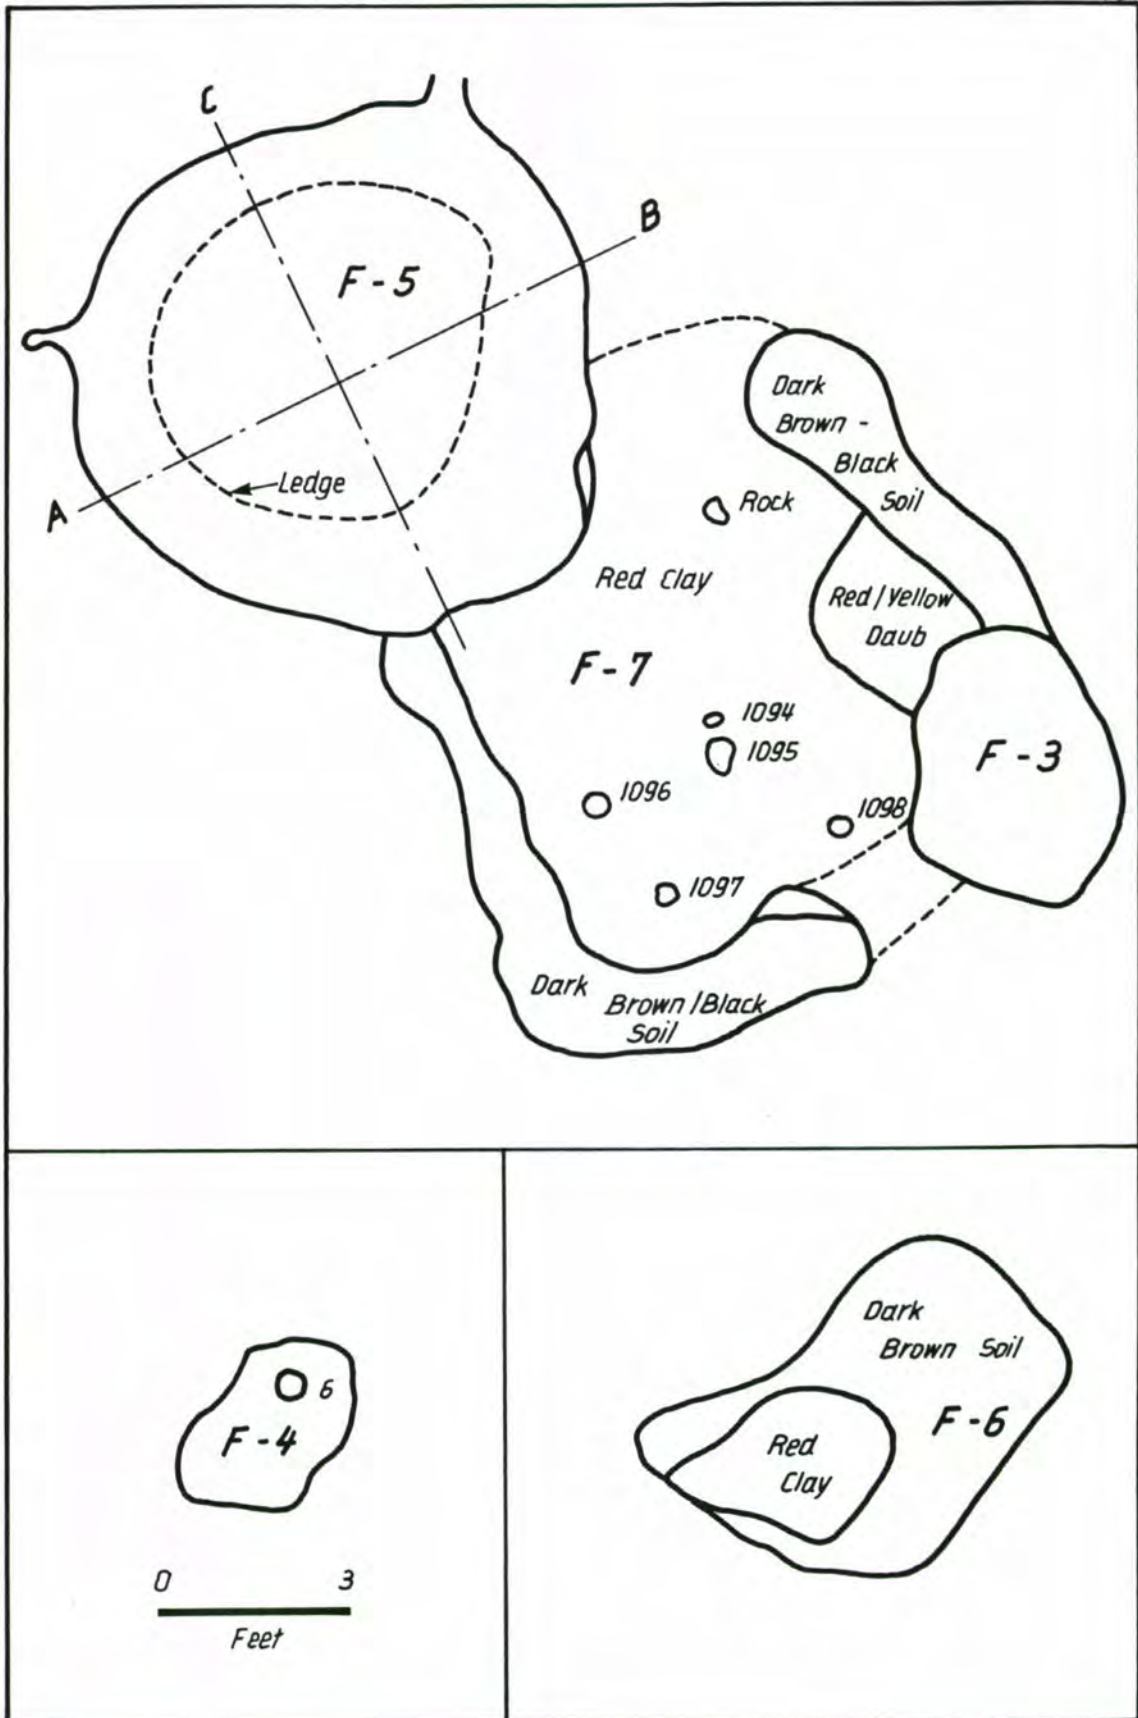 C
B
F-5
Dark
Brown -
Black
Soil
Ledge
A
Rock
Red Clay
Red/Yellow
Daub
F-7
1094
1095
F-3
1096
1098
1097
Dark
Brown/Black
Soil
6
F-4
0 3
Feet
Dark
Brown Soil
F-6
Red
Clay